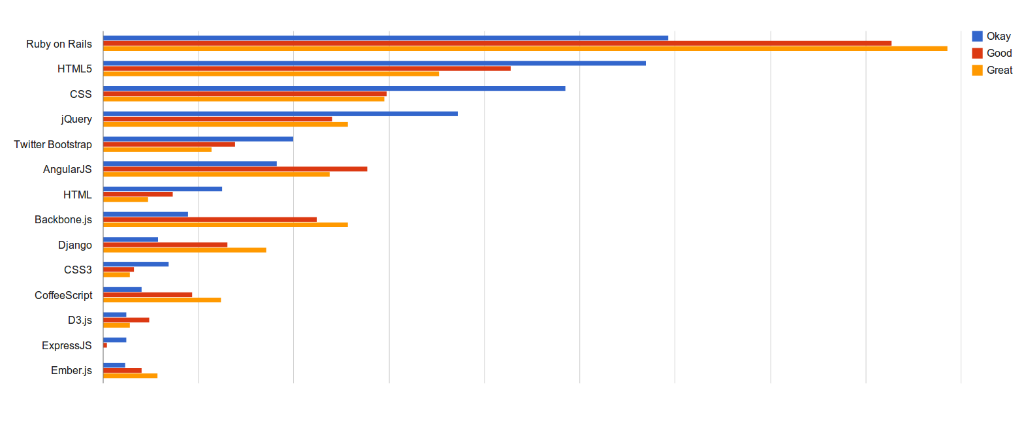 Ruby on Rails
HTML5
CSS
jQuery
Twitter Bootstrap
AngularJS
HTML
Backbone.js
Django
CSS3
CoffeeScript
D3.js
ExpressJS
Ember.js
Okay
Good
Great